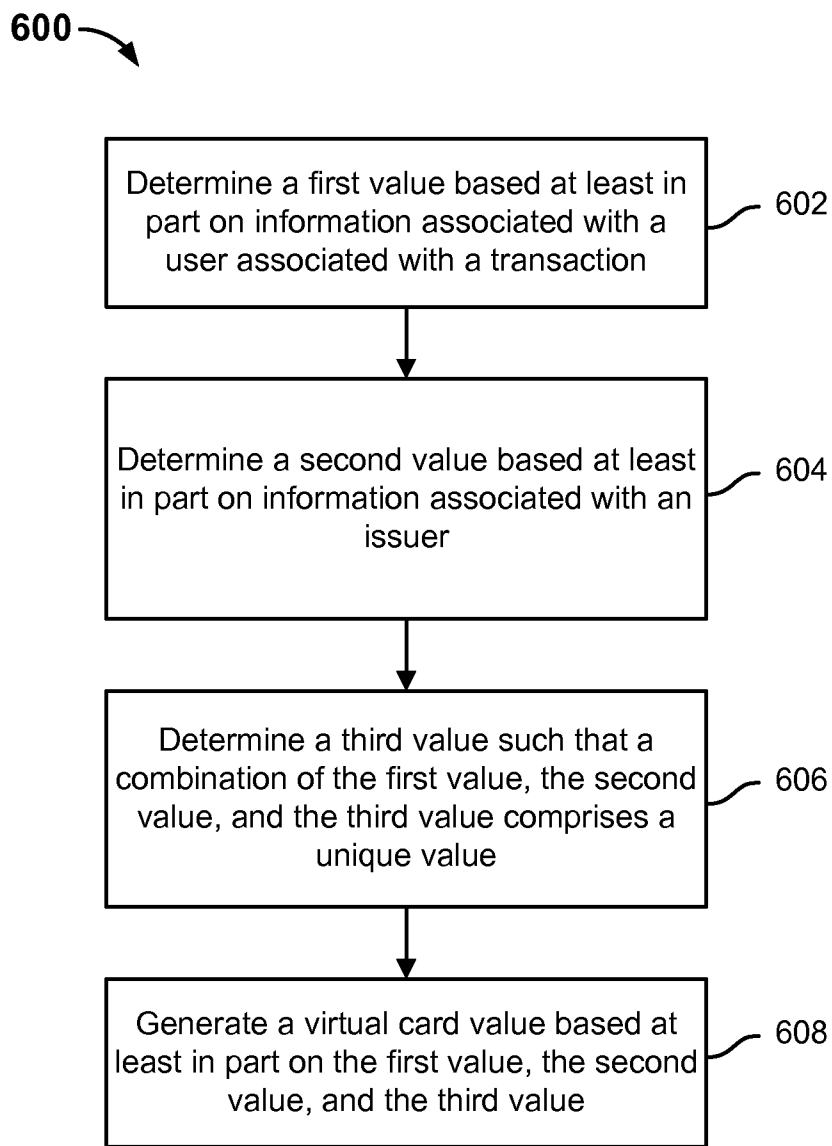 600
Determine a first value based at least in
part on information associated with a
user associated with a transaction
602
Determine a second value based at least
in part on information associated with an
issuer
604
Determine a third value such that a
combination of the first value, the second
value, and the third value comprises a
unique value
606
Generate a virtual card value based at
least in part on the first value, the second
value, and the third value
608